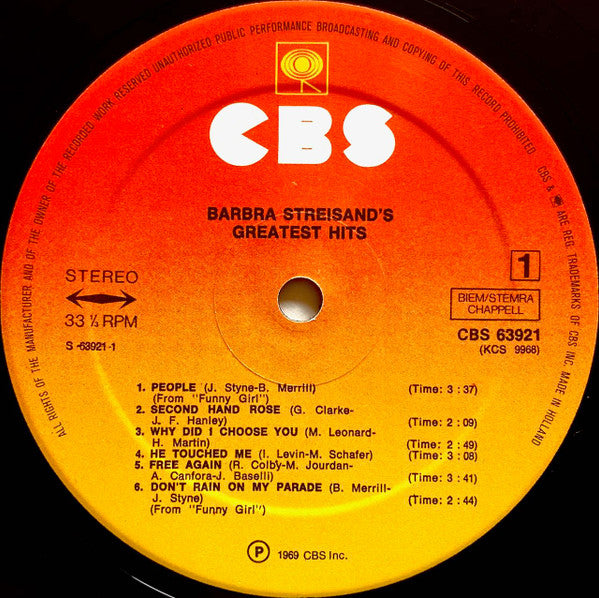 ALL RIGHTS OF THE MANUFACTURER AND OF THE OWNER OF THE RECORDED WORK RESERVED UNAUTHORIZED PUBLIC PERFORMANCE BROADCASTING AND COPYING OF THIS RECORD PROHIBITED CBS & ARE REG. TRADEMARKS OF CBS INC. MADE IN HOLLAND
CBS
BARBRA STREISAND'S
GREATEST HITS
STEREO
33 ⅓ RPM
S -63921-1
1
BIEM/STEMRA
CHAPPELL
CBS 63921
(KCS 9968)
1. PEOPLE (J. Styne-B. Merrill) (Time: 3 : 37)
(From "Funny Girl")
2. SECOND HAND ROSE (G. Clarke-
J. F. Hanley) (Time: 2 : 09)
3. WHY DID I CHOOSE YOU (M. Leonard-
H. Martin) (Time: 2 : 49)
4. HE TOUCHED ME (I. Levin-M. Schafer) (Time: 3 : 08)
5. FREE AGAIN (R. Colby-M. Jourdan-
A. Canfora-J. Baselli) (Time: 3 : 41)
6. DON'T RAIN ON MY PARADE (B. Merrill-
J. Styne) (Time: 2 : 44)
(From "Funny Girl")
Ⓟ 1969 CBS Inc.